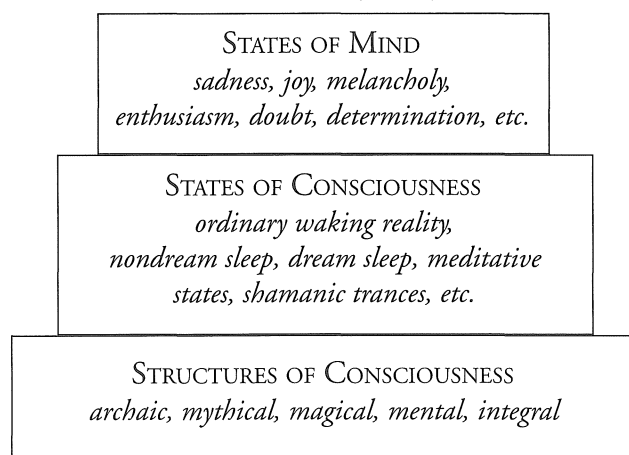 States of Mind
sadness, joy, melancholy,
enthusiasm, doubt, determination, etc.
States of Consciousness
ordinary waking reality,
nondream sleep, dream sleep, meditative
states, shamanic trances, etc.
Structures of Consciousness
archaic, mythical, magical, mental, integral